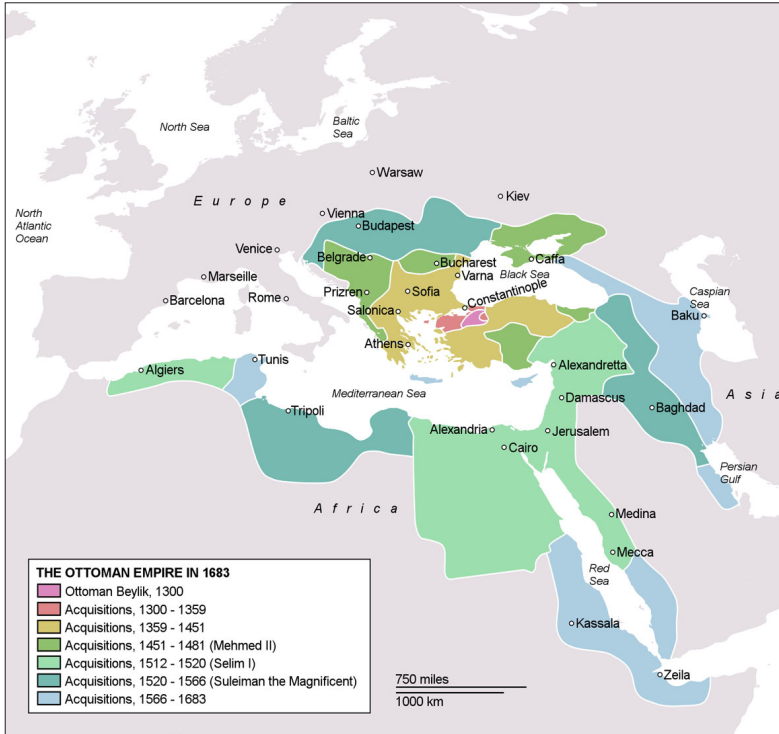 North Sea
Baltic
Sea
Warsaw
Europe
Kiev
North
Atlantic
Ocean
Vienna
Budapest
Venice
Belgrade
Bucharest
Caffa
Marseille
Varna
Black Sea
Caspian
Sea
Barcelona
Rome
Prizren
Sofia
Constantinople
Baku
Salonica
Athens
Algiers
Tunis
Alexandretta
Asia
Mediterranean Sea
Damascus
Baghdad
Tripoli
Alexandria
Jerusalem
Cairo
Persian
Gulf
Africa
Medina
Mecca
Red
Sea
Kassala
Zeila
THE OTTOMAN EMPIRE IN 1683
Ottoman Beylik, 1300
Acquisitions, 1300 - 1359
Acquisitions, 1359 - 1451
Acquisitions, 1451 - 1481 (Mehmed II)
Acquisitions, 1512 - 1520 (Selim I)
Acquisitions, 1520 - 1566 (Suleiman the Magnificent)
Acquisitions, 1566 - 1683
750 miles
1000 km